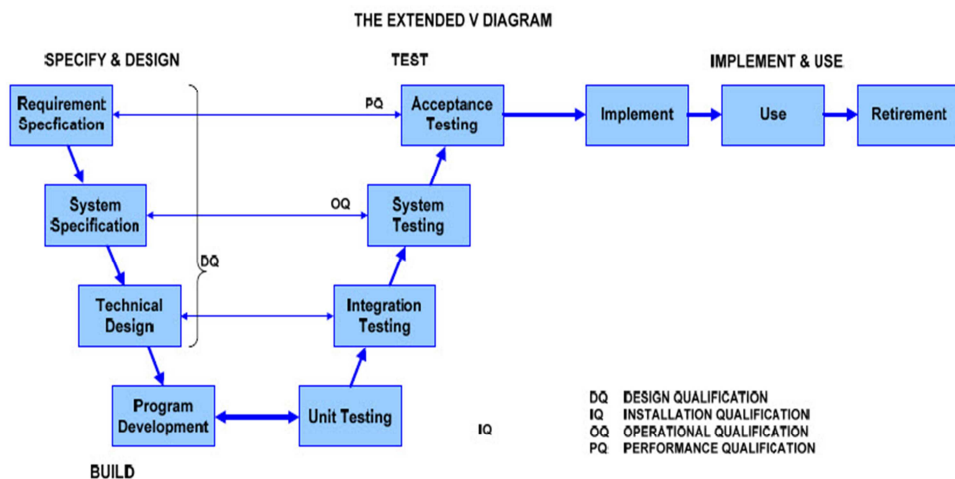 THE EXTENDED V DIAGRAM
SPECIFY & DESIGN
TEST
IMPLEMENT & USE
Requirement
Specfication
PQ
Acceptance
Testing
Implement
Use
Retirement
System
Specification
OQ
System
Testing
DQ
Technical
Design
Integration
Testing
Program
Development
Unit Testing
IQ
BUILD
DQ DESIGN QUALIFICATION
IQ INSTALLATION QUALIFICATION
OQ OPERATIONAL QUALIFICATION
PQ PERFORMANCE QUALIFICATION